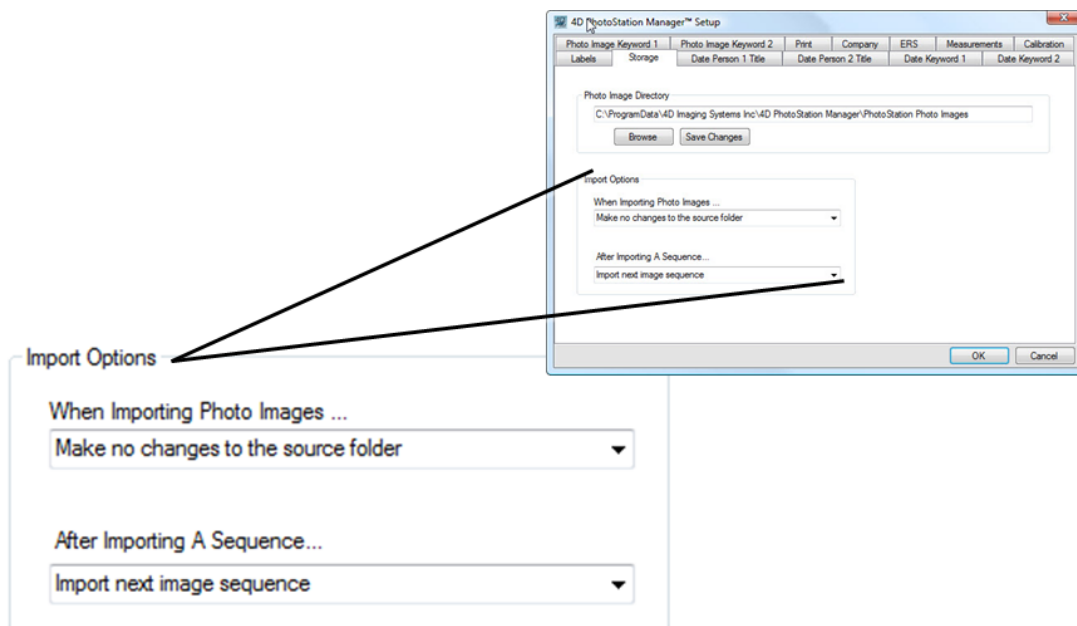 4D PhotoStation Manager™ Setup
Photo Image Keyword 1 Photo Image Keyword 2 Print Company ERS Measurements Calibration
Labels Storage Date Person 1 Title Date Person 2 Title Date Keyword 1 Date Keyword 2
Photo Image Directory
C:\ProgramData\4D Imaging Systems Inc\4D PhotoStation Manager\PhotoStation Photo Images
Browse Save Changes
Import Options
When Importing Photo Images ...
Make no changes to the source folder
After Importing A Sequence...
Import next image sequence
OK Cancel
Import Options
When Importing Photo Images ...
Make no changes to the source folder
After Importing A Sequence...
Import next image sequence